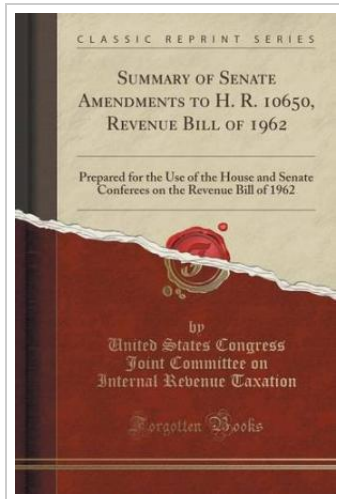 CLASSIC REPRINT SERIES
SUMMARY OF SENATE
AMENDMENTS TO H. R. 10650,
REVENUE BILL OF 1962
Prepared for the Use of the House and Senate
Conferees on the Revenue Bill of 1962
by
United States Congress
Joint Committee on
Internal Revenue Taxation
Forgotten Books